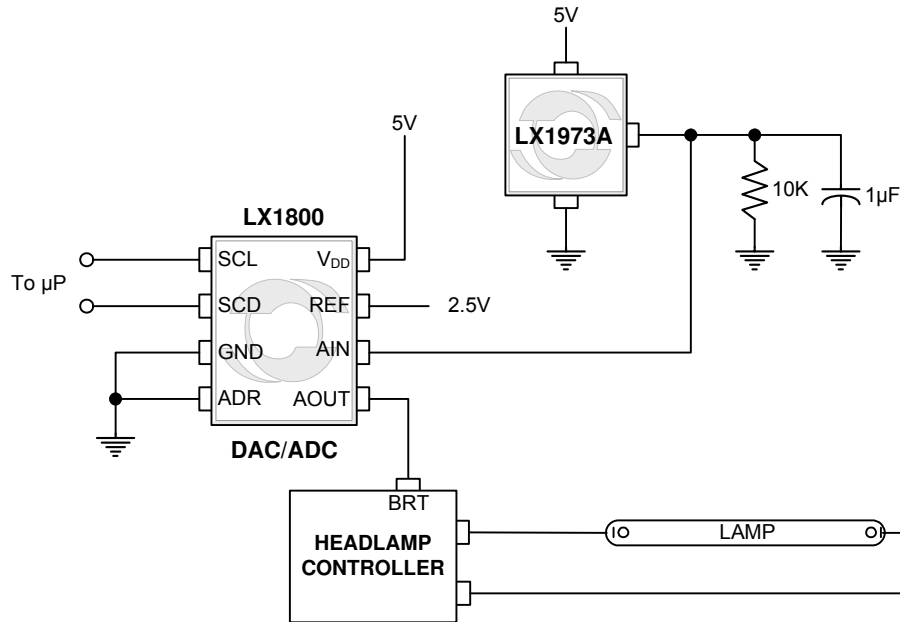 5V
LX1973A
10K
1µF
5V
LX1800
To µP
SCL
SCD
GND
ADR
VDD
REF
AIN
AOUT
2.5V
DAC/ADC
BRT
HEADLAMP
CONTROLLER
LAMP